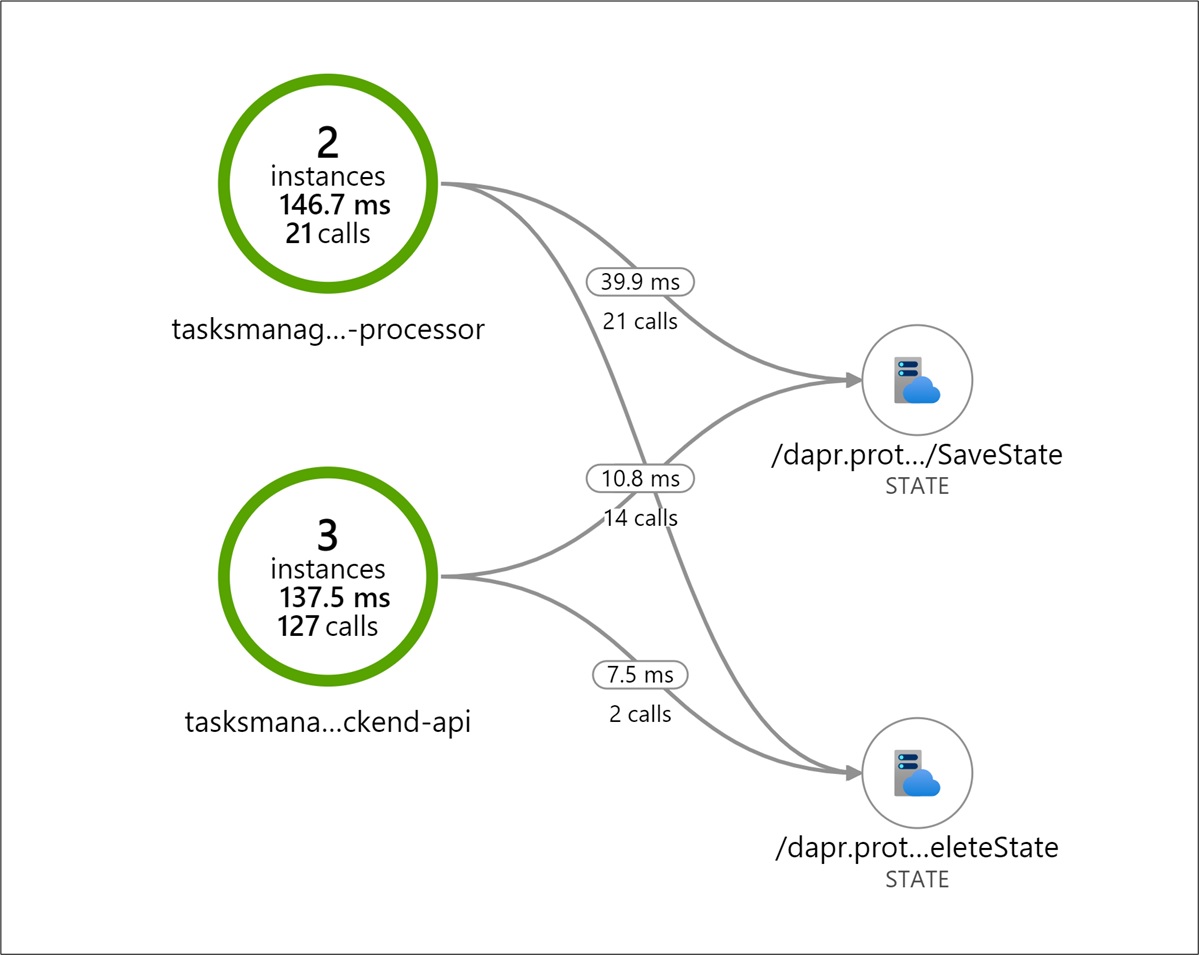 2
instances
146.7 ms
21 calls
tasksmanag...-processor
39.9 ms
21 calls
/dapr.prot.../SaveState
STATE
10.8 ms
14 calls
3
instances
137.5 ms
127 calls
tasksmana...ckend-api
7.5 ms
2 calls
/dapr.prot...eleteState
STATE